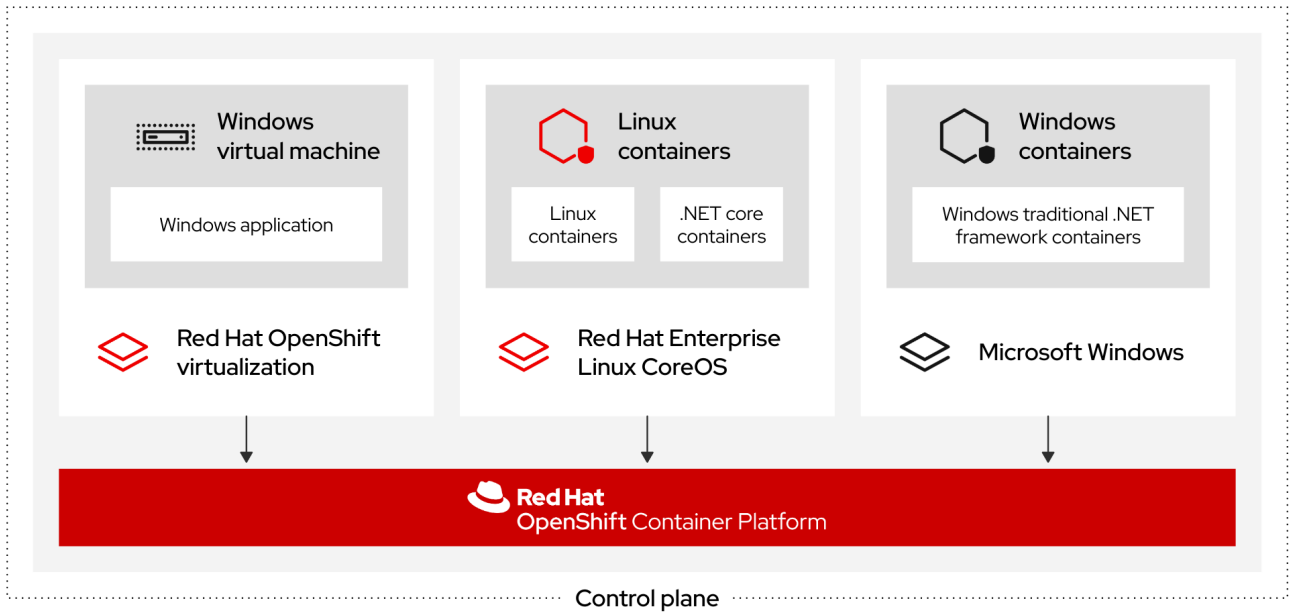 Windows
virtual machine
Windows application
Red Hat OpenShift
virtualization
Linux
containers
Linux
containers
.NET core
containers
Red Hat Enterprise
Linux CoreOS
Windows
containers
Windows traditional .NET
framework containers
Microsoft Windows
Red Hat
OpenShift Container Platform
Control plane